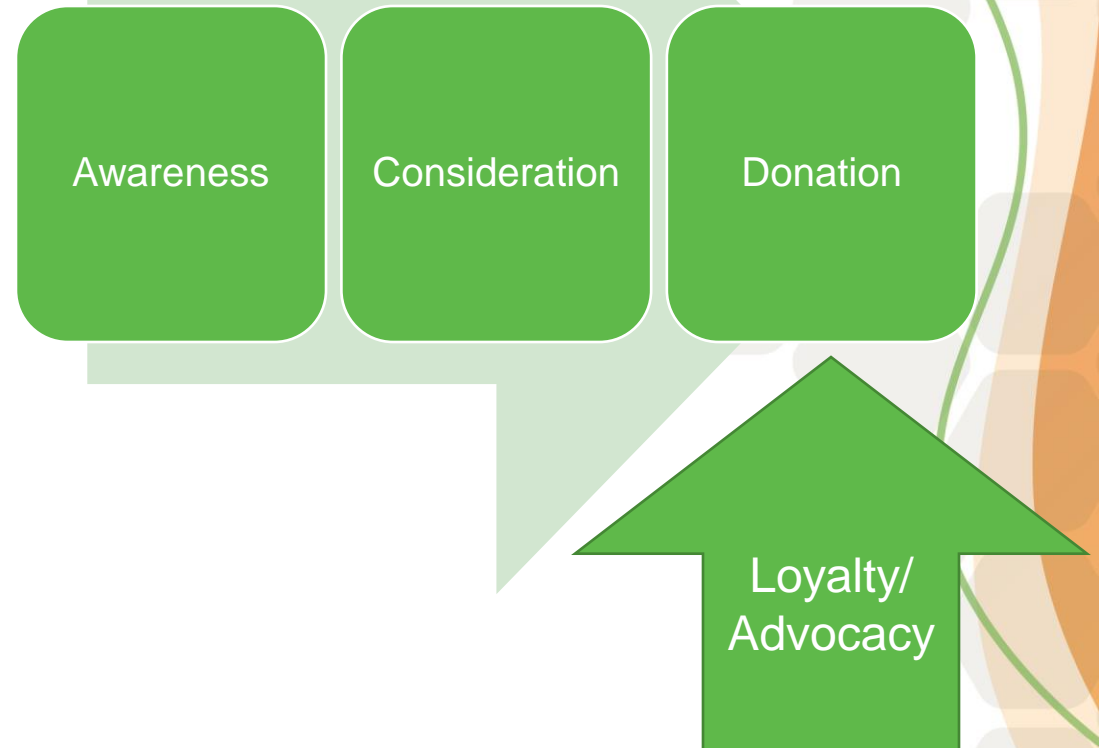 Awareness
Consideration
Donation
Loyalty/
Advocacy